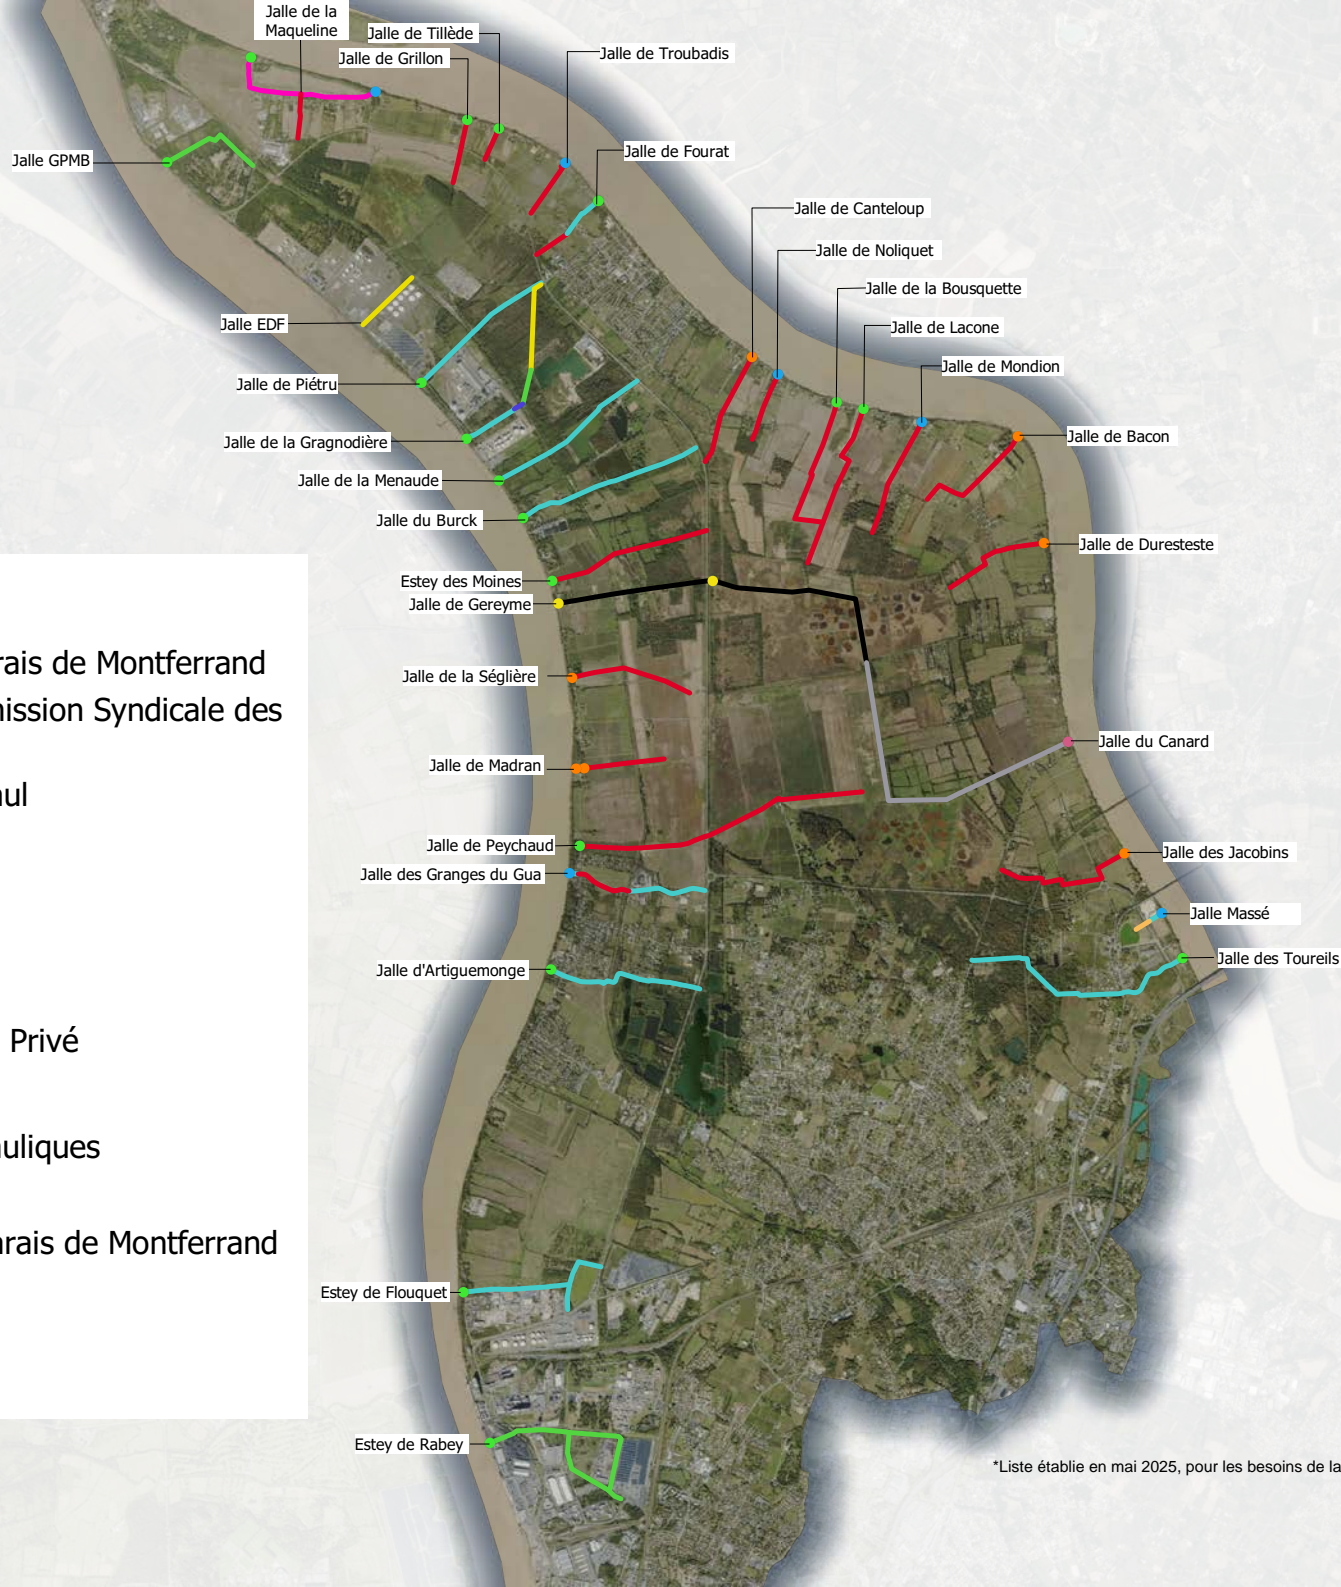 Jalle de la
Maqueline
Jalle de Tillède
Jalle de Grillon
Jalle de Troubadis
Jalle GPMB
Jalle de Fourat
Jalle de Canteloup
Jalle de Noliquet
Jalle de la Bousquette
Jalle EDF
Jalle de Lacone
Jalle de Mondion
Jalle de Piétru
Jalle de la Gragnodière
Jalle de Bacon
Jalle de la Menaude
Jalle du Burck
Jalle de Duresteste
Estey des Moines
Jalle de Gereyme
rais de Montferrand
Jalle de la Séglière
nission Syndicale des
Jalle du Canard
Jalle de Madran
aul
Jalle de Peychaud
Jalle des Jacobins
Jalle des Granges du Gua
Jalle Massé
Jalle des Toureils
Jalle d'Artiguemonge
Privé
auliques
arais de Montferrand
Estey de Flouquet
Estey de Rabey
*Liste établie en mai 2025, pour les besoins de la